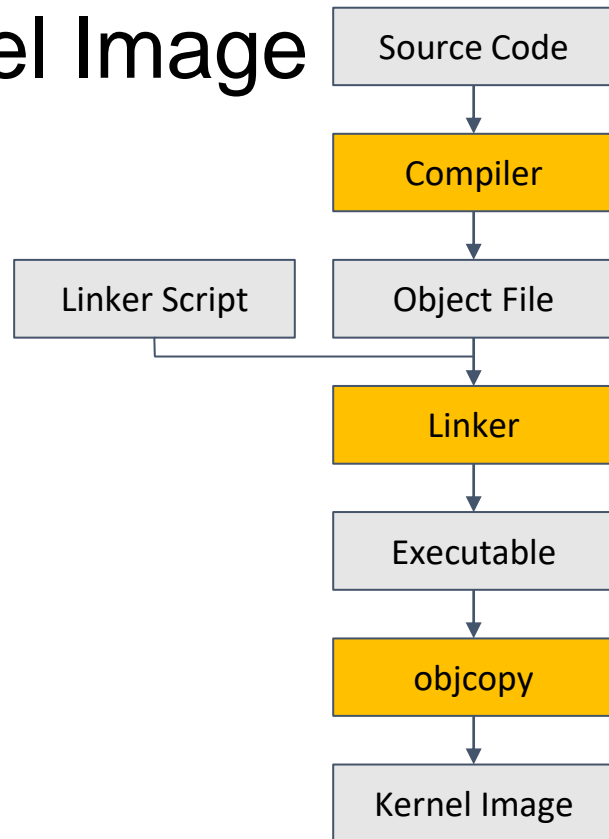 el Image
Source Code
Compiler
Linker Script
Object File
Linker
Executable
objcopy
Kernel Image